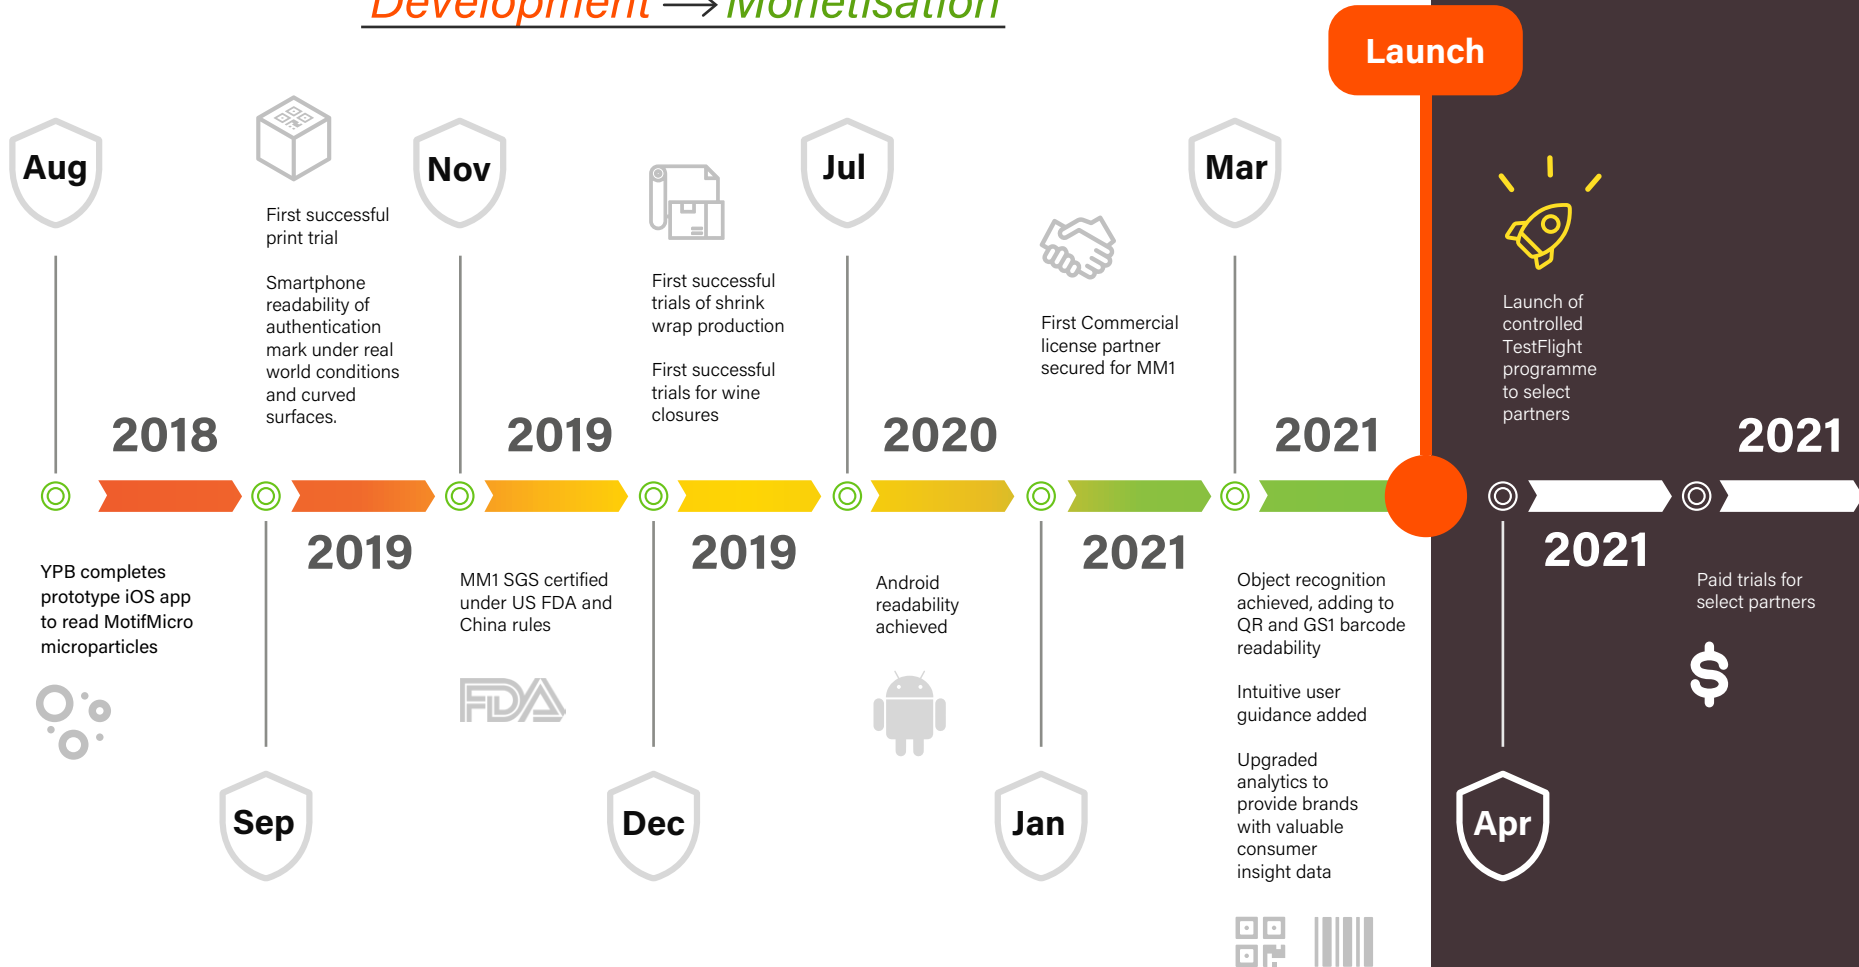 Development → Monetisation
Launch
Aug
2018
YPB completes
prototype iOS app
to read MotifMicro
microparticles
First successful
print trial
Smartphone
readability of
authentication
mark under real
world conditions
and curved
surfaces.
2019
Sep
Nov
2019
MM1 SGS certified
under US FDA and
China rules
FDA
First successful
trials of shrink
wrap production
First successful
trials for wine
closures
2019
Dec
Jul
2020
Android
readability
achieved
First Commercial
license partner
secured for MM1
2021
Jan
Mar
2021
Object recognition
achieved, adding to
QR and GS1 barcode
readability
Intuitive user
guidance added
Upgraded
analytics to
provide brands
with valuable
consumer
insight data
Launch of
controlled
TestFlight
programme
to select
partners
2021
Apr
2021
Paid trials for
select partners
$